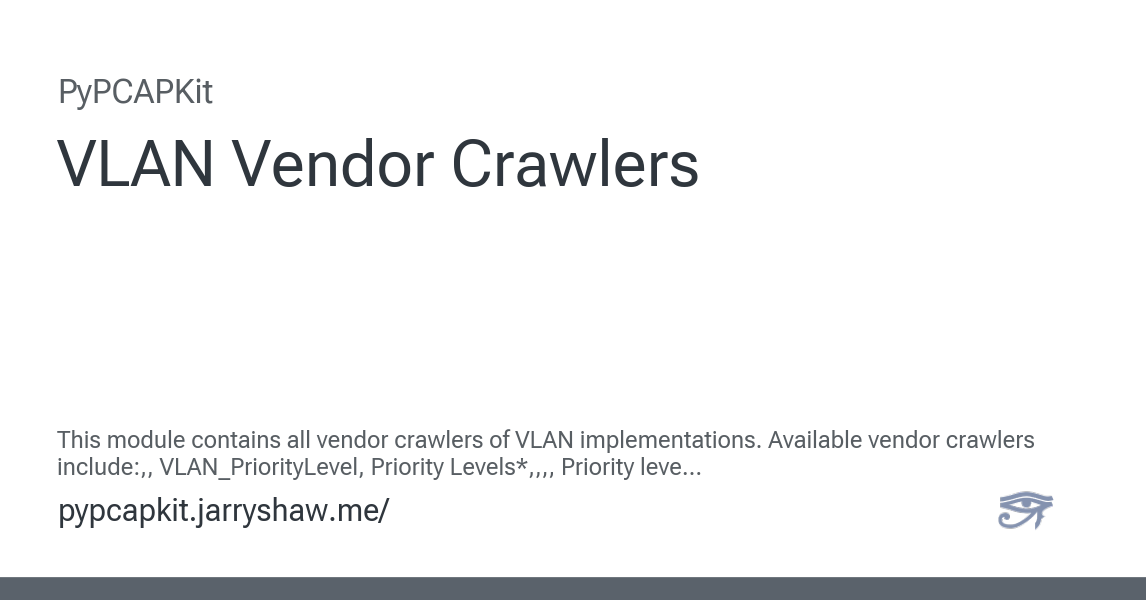 PyPCAPKit
VLAN Vendor Crawlers
This module contains all vendor crawlers of VLAN implementations. Available vendor crawlers
include:,, VLAN_PriorityLevel, Priority Levels*,,,, Priority leve...
pypcapkit.jarryshaw.me/